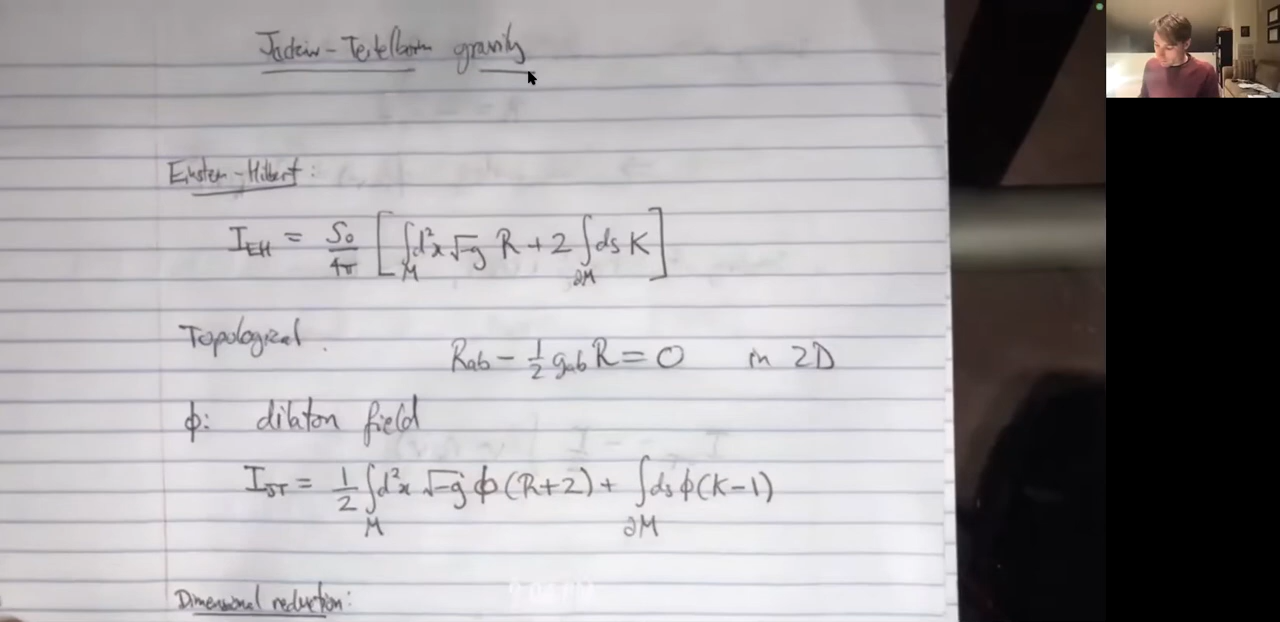 Jackiw-Teitelboim gravity
Einstein-Hilbert:
I_EH = S₀/4π [∫_M d²x √-g R + 2 ∫_∂M ds K]
Topological.
R_ab - 1/2 g_ab R = 0 in 2D
φ: dilaton field
I_JT = 1/2 ∫_M d²x √-g φ(R+2) + ∫_∂M ds φ(K-1)
Dimensional reduction: